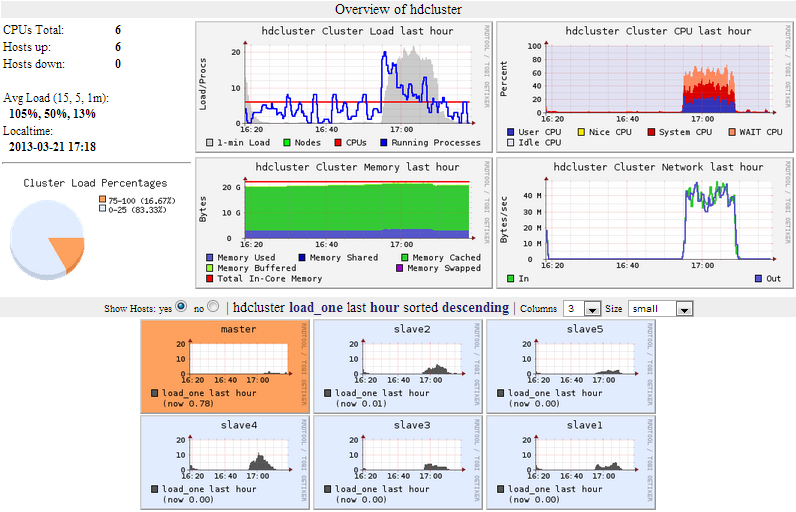 Overview of hdcluster
CPUs Total: 6
Hosts up: 6
Hosts down: 0
Avg Load (15, 5, 1m):
105%, 50%, 13%
Localtime:
2013-03-21 17:18
Cluster Load Percentages
75-100 (16.67%)
0-25 (83.33%)
hdcluster Cluster Load last hour
RRDTOOL / TOBI OETIKER
Load/Procs
20
10
0
16:20 16:40 17:00
1-min Load Nodes CPUs Running Processes
hdcluster Cluster CPU last hour
RRDTOOL / TOBI OETIKER
Percent
100
80
60
40
20
0
16:20 16:40 17:00
User CPU Nice CPU System CPU WAIT CPU
Idle CPU
hdcluster Cluster Memory last hour
RRDTOOL / TOBI OETIKER
Bytes
20 G
10 G
0
16:20 16:40 17:00
Memory Used Memory Shared Memory Cached
Memory Buffered Memory Swapped
Total In-Core Memory
hdcluster Cluster Network last hour
RRDTOOL / TOBI OETIKER
Bytes/sec
40 M
30 M
20 M
10 M
0
16:20 16:40 17:00
In Out
Show Hosts: yes no | hdcluster load_one last hour sorted descending | Columns 3 Size small
master
RRDTOOL / TOBI OETIKER
20
10
0
16:20 16:40 17:00
load_one last hour
(now 0.78)
slave2
RRDTOOL / TOBI OETIKER
20
10
0
16:20 16:40 17:00
load_one last hour
(now 0.01)
slave5
RRDTOOL / TOBI OETIKER
20
10
0
16:20 16:40 17:00
load_one last hour
(now 0.00)
slave4
RRDTOOL / TOBI OETIKER
20
10
0
16:20 16:40 17:00
load_one last hour
(now 0.00)
slave3
RRDTOOL / TOBI OETIKER
20
10
0
16:20 16:40 17:00
load_one last hour
(now 0.00)
slave1
RRDTOOL / TOBI OETIKER
20
10
0
16:20 16:40 17:00
load_one last hour
(now 0.00)